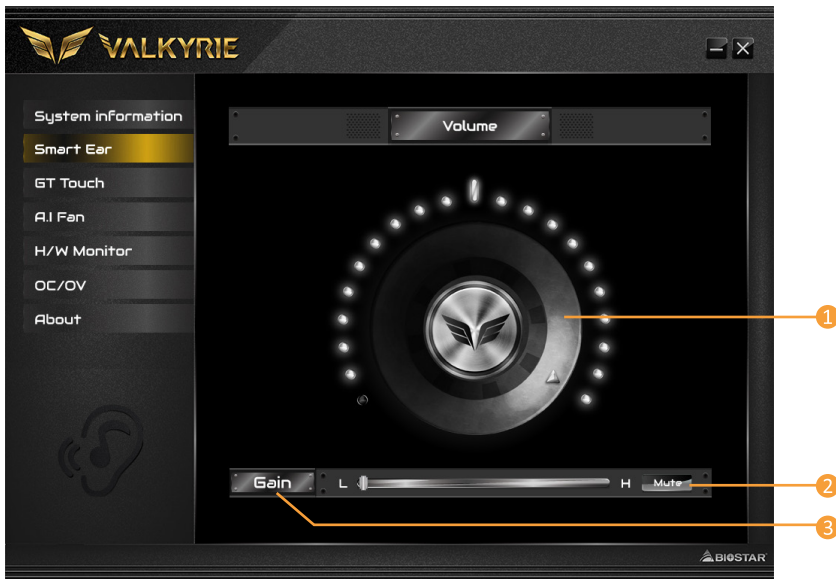 VALKYRIE
System information
Smart Ear
GT Touch
A.I Fan
H/W Monitor
OC/OV
About
Volume
1
Gain L H Mute
2
3
BIOSTAR